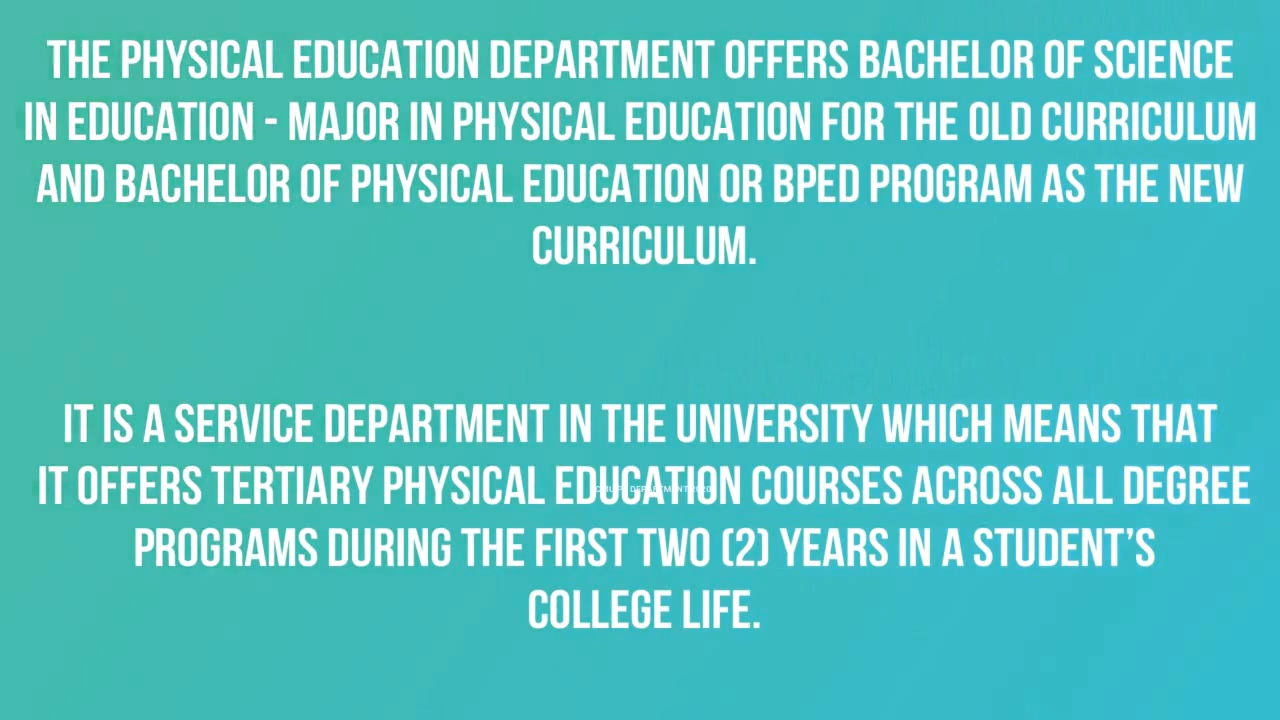 THE PHYSICAL EDUCATION DEPARTMENT OFFERS BACHELOR OF SCIENCE
IN EDUCATION - MAJOR IN PHYSICAL EDUCATION FOR THE OLD CURRICULUM
AND BACHELOR OF PHYSICAL EDUCATION OR BPED PROGRAM AS THE NEW
CURRICULUM.
IT IS A SERVICE DEPARTMENT IN THE UNIVERSITY WHICH MEANS THAT
IT OFFERS TERTIARY PHYSICAL EDUCATION COURSES ACROSS ALL DEGREE
PROGRAMS DURING THE FIRST TWO (2) YEARS IN A STUDENT’S
COLLEGE LIFE.